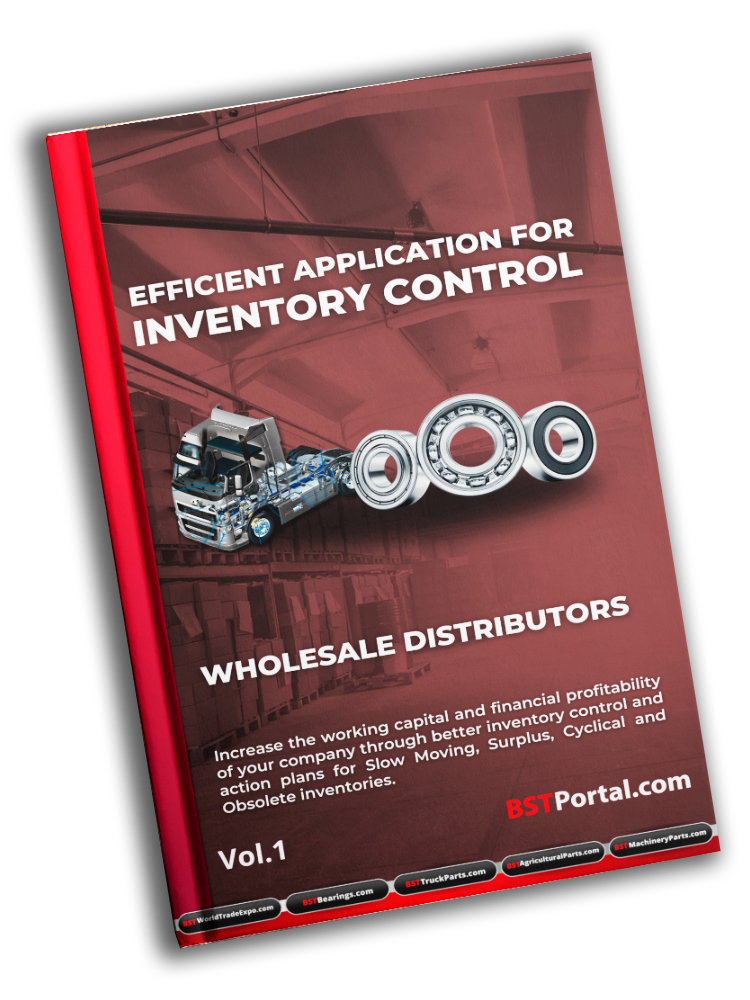 EFFICIENT APPLICATION FOR
INVENTORY CONTROL
WHOLESALE DISTRIBUTORS
Increase the working capital and financial profitability
of your company through better inventory control and
action plans for Slow Moving, Surplus, Cyclical and
Obsolete inventories.
BSTPortal.com
Vol.1
BSTWorldTradeExpo.com
BSTBearings.com
BSTTruckParts.com
BSTAgriculturalParts.com
BSTMachineryParts.com